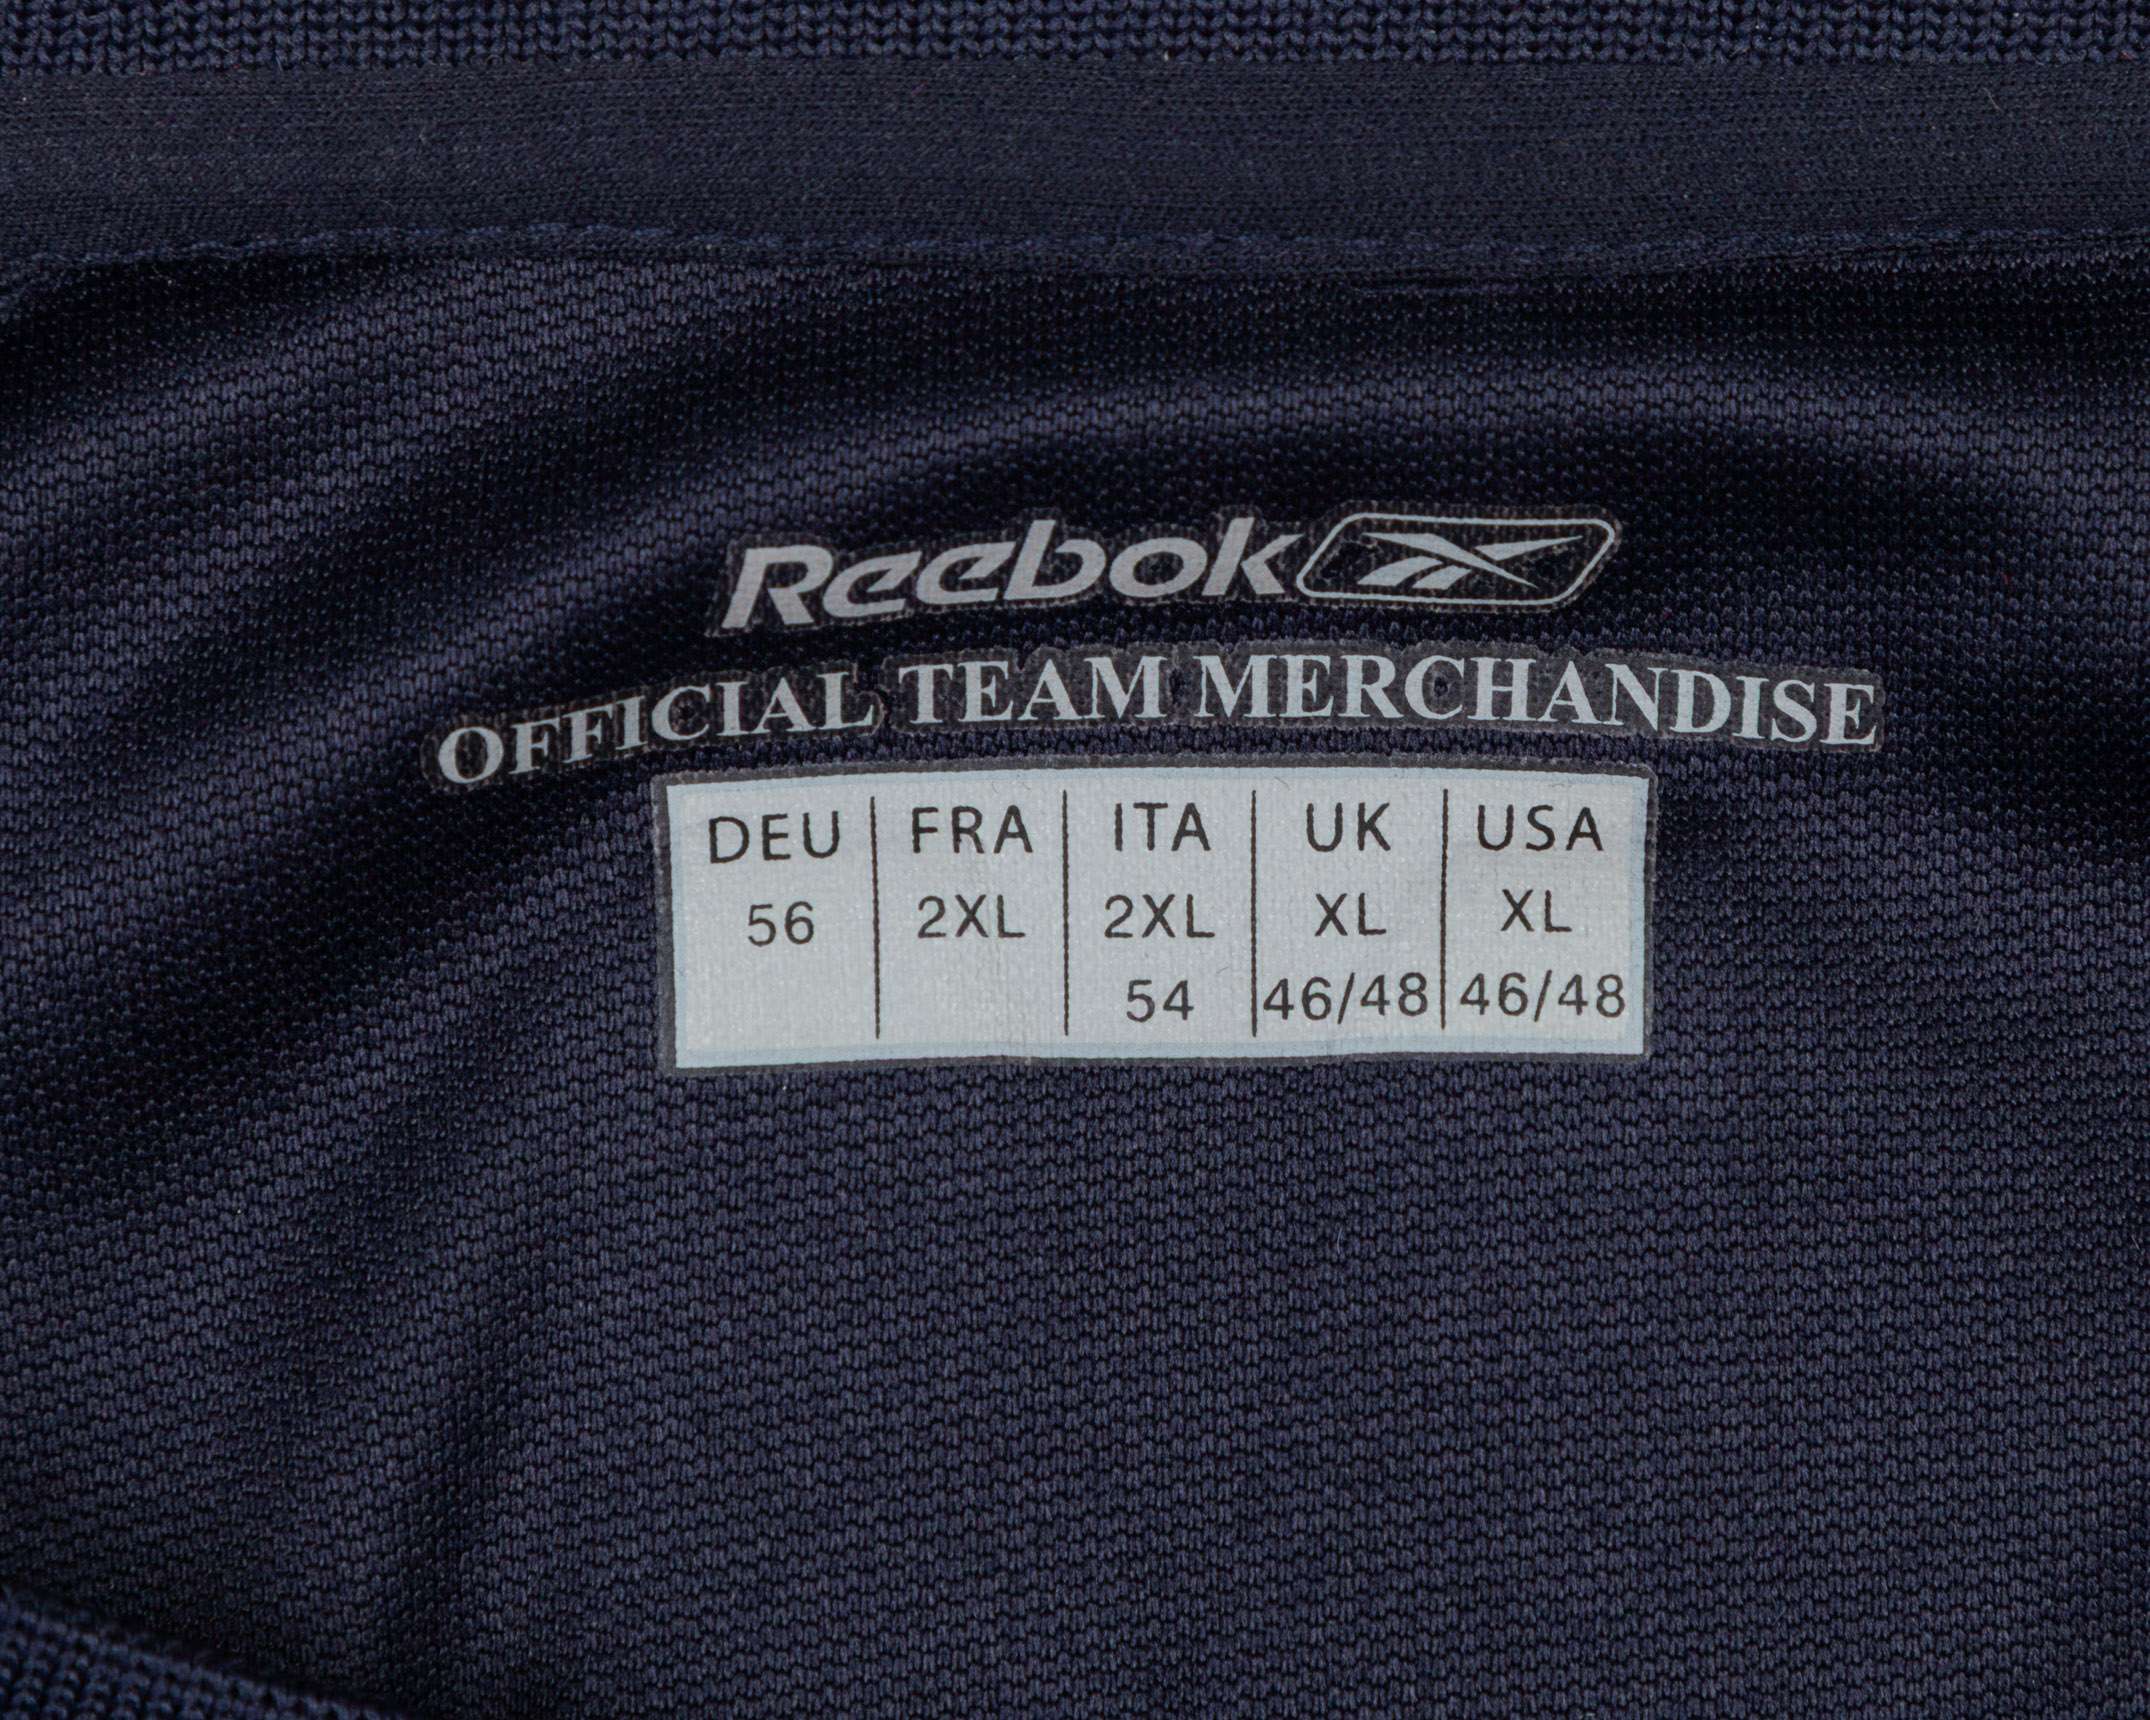 Reebok
OFFICIAL TEAM MERCHANDISE
DEU FRA ITA UK USA
56 2XL 2XL XL XL
54 46/48 46/48